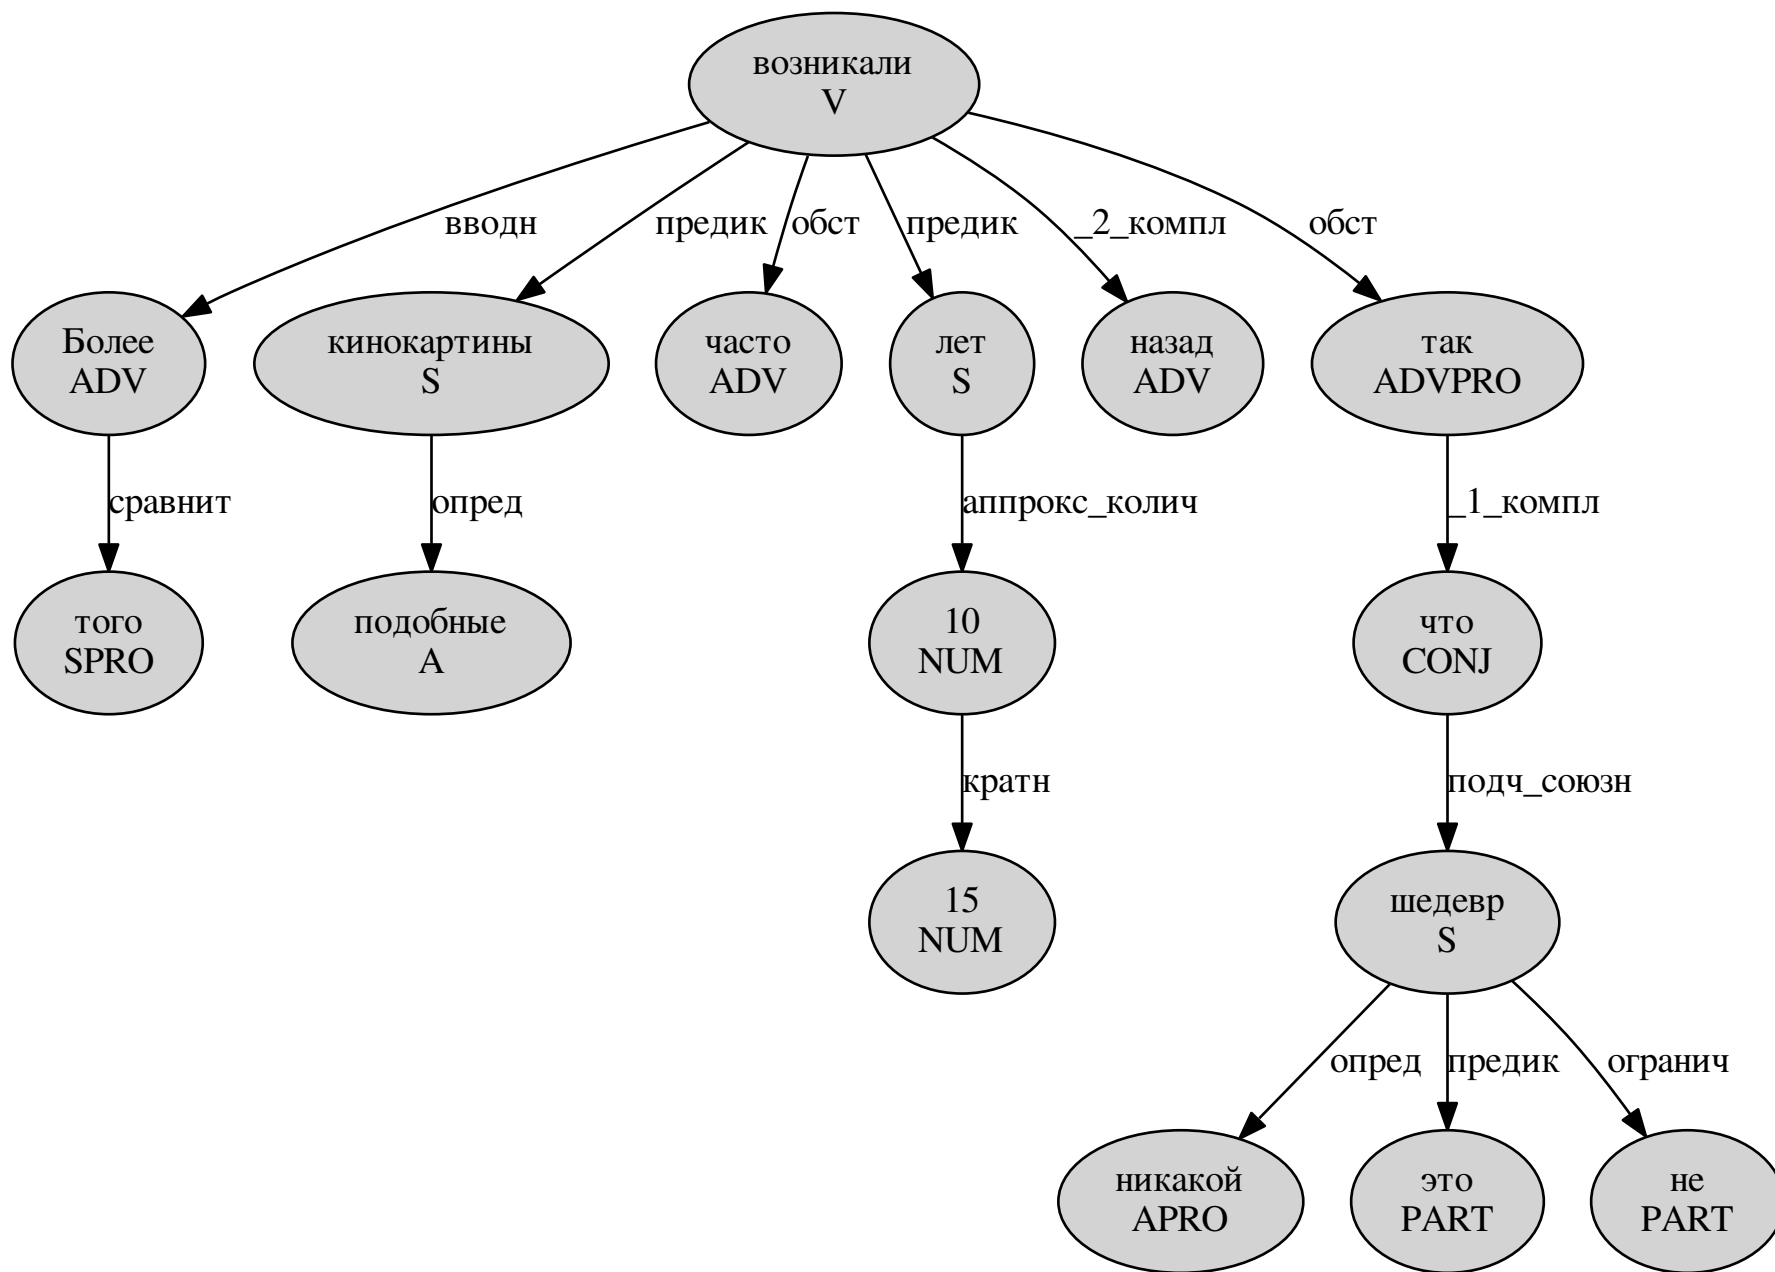 возникали
V
вводн
предик
обст
предик
_2_компл
обст
Более
ADV
кинокартины
S
часто
ADV
лет
S
назад
ADV
так
ADVPRO
сравнит
опред
аппрокс_колич
_1_компл
того
SPRO
подобные
A
10
NUM
что
CONJ
кратн
подч_союзн
15
NUM
шедевр
S
опред
предик
огранич
никакой
APRO
это
PART
не
PART